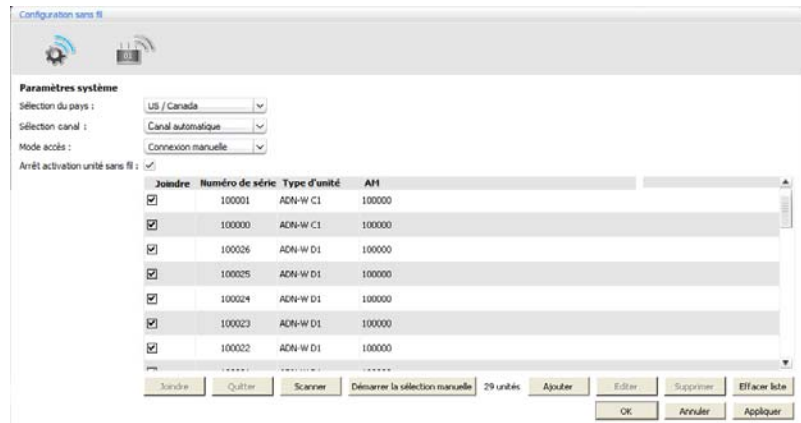 Configuration sans fil
01
Paramètres système
Sélection du pays : US / Canada
Sélection canal : Canal automatique
Mode accès : Connexion manuelle
Arrêt activation unité sans fil :
Joindre Numéro de série Type d'unité AM
100001 ADN-W C1 100000
100000 ADN-W C1 100000
100026 ADN-W D1 100000
100025 ADN-W D1 100000
100024 ADN-W D1 100000
100023 ADN-W D1 100000
100022 ADN-W D1 100000
Joindre Quitter Scanner Démarrer la sélection manuelle 29 unités Ajouter Editer Supprimer Effacer liste
OK Annuler Appliquer